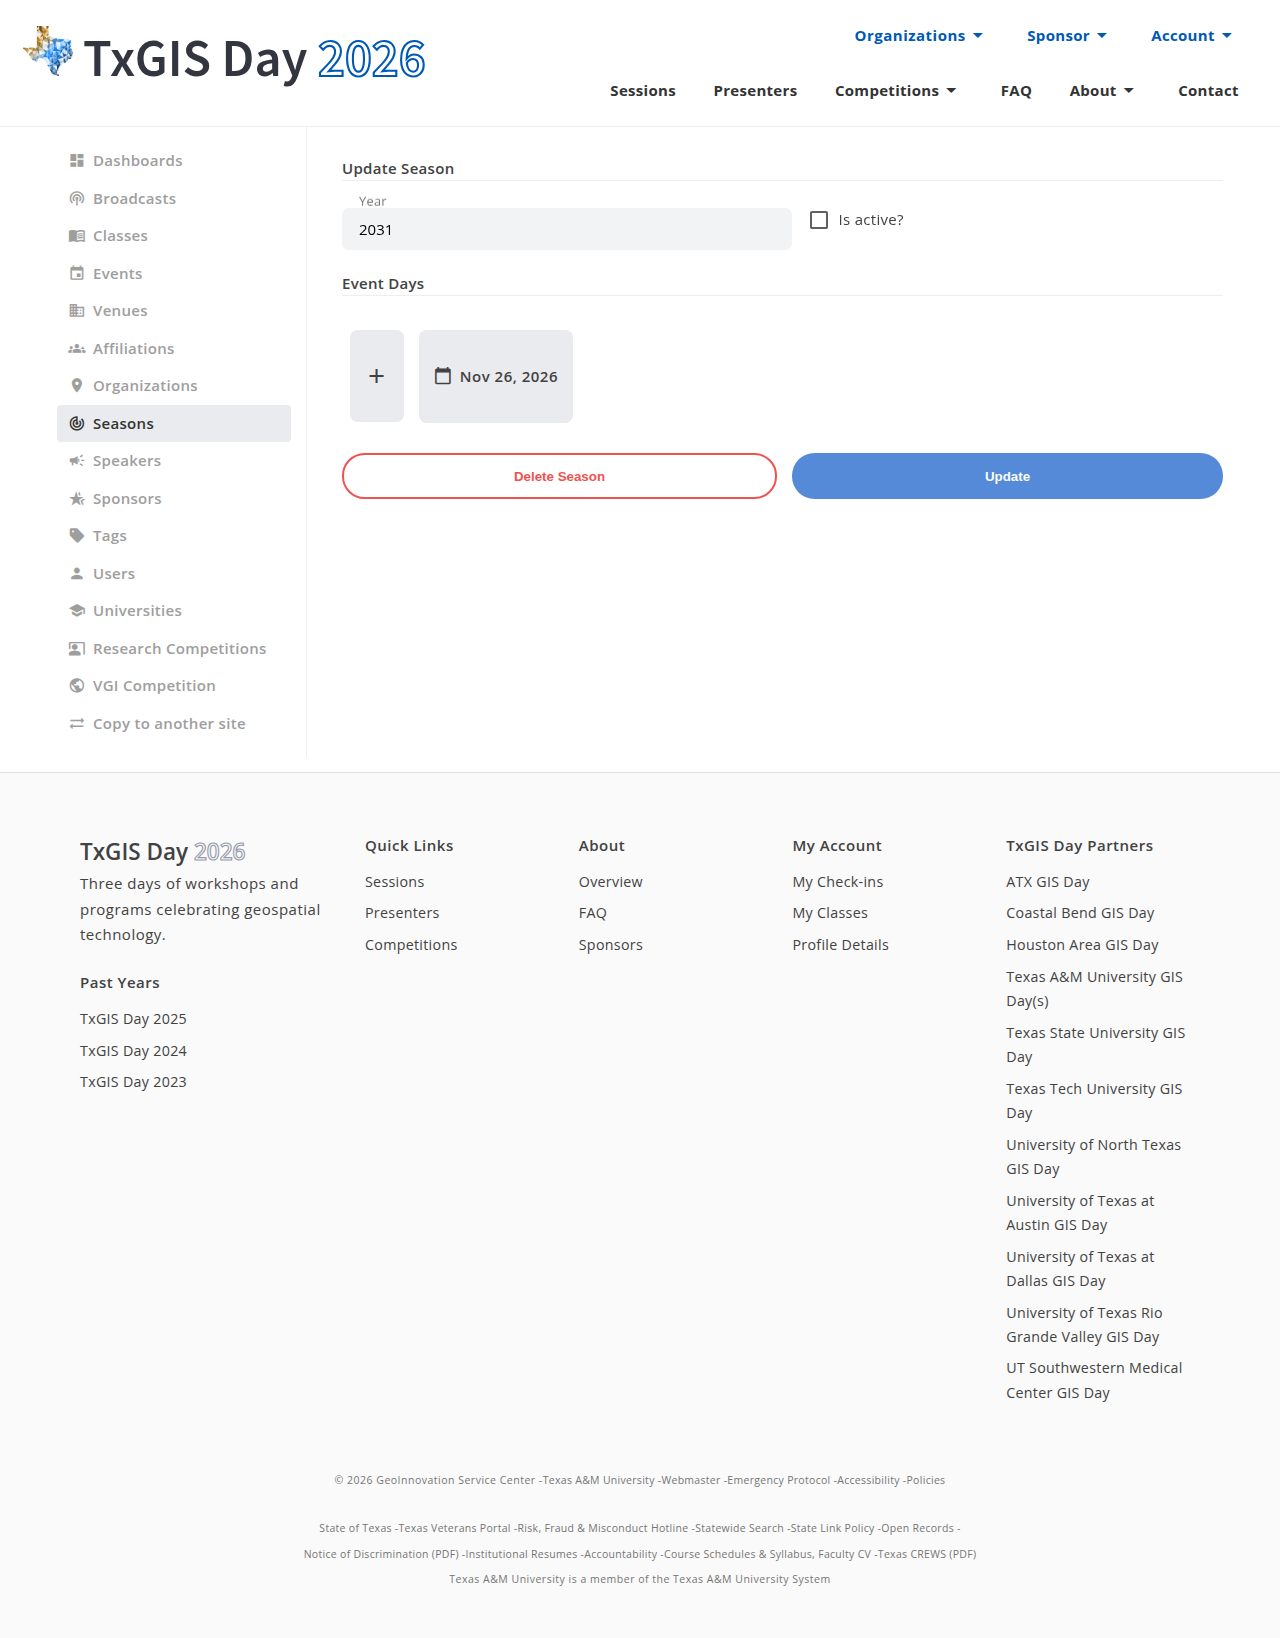 TxGIS Day 2026
Organizations
Sponsor
Account
Sessions
Presenters
Competitions
FAQ
About
Contact
Dashboards
Broadcasts
Classes
Events
Venues
Affiliations
Organizations
Seasons
Speakers
Sponsors
Tags
Users
Universities
Research Competitions
VGI Competition
Copy to another site
Update Season
Year
2031
Is active?
Event Days
Nov 26, 2026
Delete Season
Update
TxGIS Day 2026
Three days of workshops and
programs celebrating geospatial
technology.
Past Years
TxGIS Day 2025
TxGIS Day 2024
TxGIS Day 2023
Quick Links
Sessions
Presenters
Competitions
About
Overview
FAQ
Sponsors
My Account
My Check-ins
My Classes
Profile Details
TxGIS Day Partners
ATX GIS Day
Coastal Bend GIS Day
Houston Area GIS Day
Texas A&M University GIS
Day(s)
Texas State University GIS
Day
Texas Tech University GIS
Day
University of North Texas
GIS Day
University of Texas at
Austin GIS Day
University of Texas at
Dallas GIS Day
University of Texas Rio
Grande Valley GIS Day
UT Southwestern Medical
Center GIS Day
© 2026 GeoInnovation Service Center -Texas A&M University -Webmaster -Emergency Protocol -Accessibility -Policies
State of Texas -Texas Veterans Portal -Risk, Fraud & Misconduct Hotline -Statewide Search -State Link Policy -Open Records -
Notice of Discrimination (PDF) -Institutional Resumes -Accountability -Course Schedules & Syllabus, Faculty CV -Texas CREWS (PDF)
Texas A&M University is a member of the Texas A&M University System